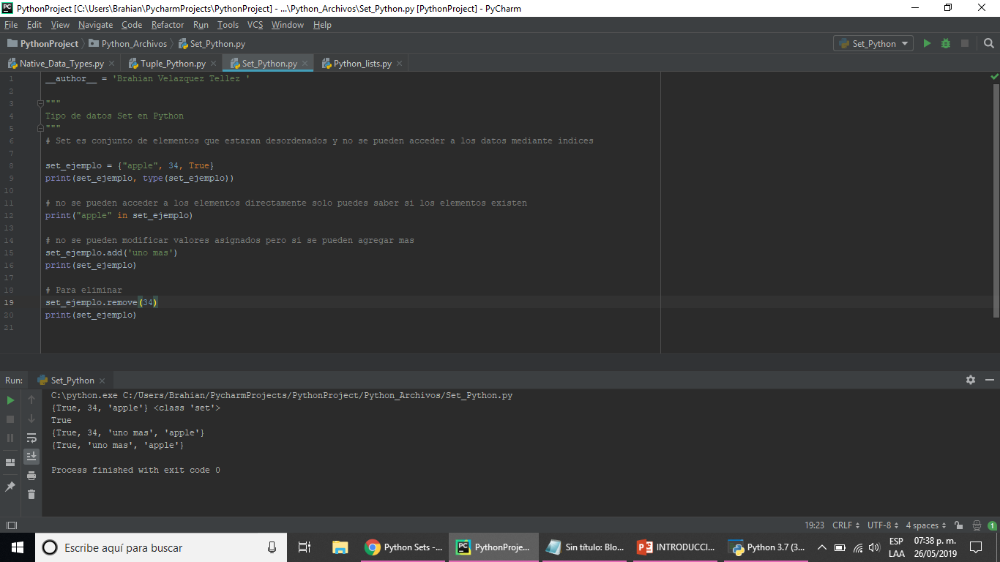 PythonProject [C:\Users\Brahian\PycharmProjects\PythonProject] - ...\Python_Archivos\Set_Python.py [PythonProject] - PyCharm
File Edit View Navigate Code Refactor Run Tools VCS Window Help
PythonProject Python_Archivos Set_Python.py Set_Python
Native_Data_Types.py Tuple_Python.py Set_Python.py Python_lists.py
1 __author__ = 'Brahian Velazquez Tellez '
2
3 """
4 Tipo de datos Set en Python
5 """
6 # Set es conjunto de elementos que estaran desordenados y no se pueden acceder a los datos mediante indices
7
8 set_ejemplo = {"apple", 34, True}
9 print(set_ejemplo, type(set_ejemplo))
10
11 # no se pueden acceder a los elementos directamente solo puedes saber si los elementos existen
12 print("apple" in set_ejemplo)
13
14 # no se pueden modificar valores asignados pero si se pueden agregar mas
15 set_ejemplo.add('uno mas')
16 print(set_ejemplo)
17
18 # Para eliminar
19 set_ejemplo.remove(34)
20 print(set_ejemplo)
21
Run: Set_Python
C:\python.exe C:/Users/Brahian/PycharmProjects/PythonProject/Python_Archivos/Set_Python.py
{True, 34, 'apple'} <class 'set'>
True
{True, 34, 'uno mas', 'apple'}
{True, 'uno mas', 'apple'}
Process finished with exit code 0
19:23 CRLF UTF-8 4 spaces 1
Escribe aquí para buscar
Python Sets -... PythonProje... Sin título: Blo... INTRODUCCI... Python 3.7 (3...
ESP 07:38 p. m.
LAA 26/05/2019